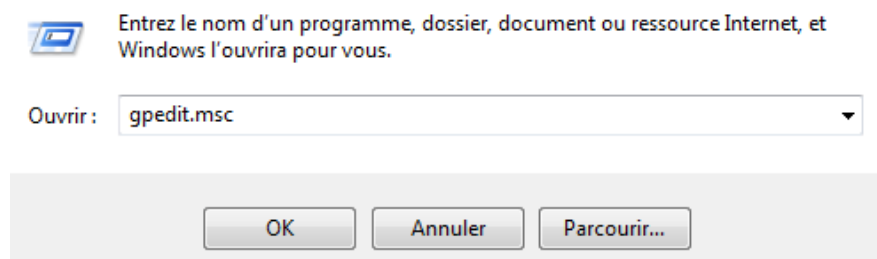 Entrez le nom d'un programme, dossier, document ou ressource Internet, et
Windows l'ouvrira pour vous.
Ouvrir : gpedit.msc
OK Annuler Parcourir...